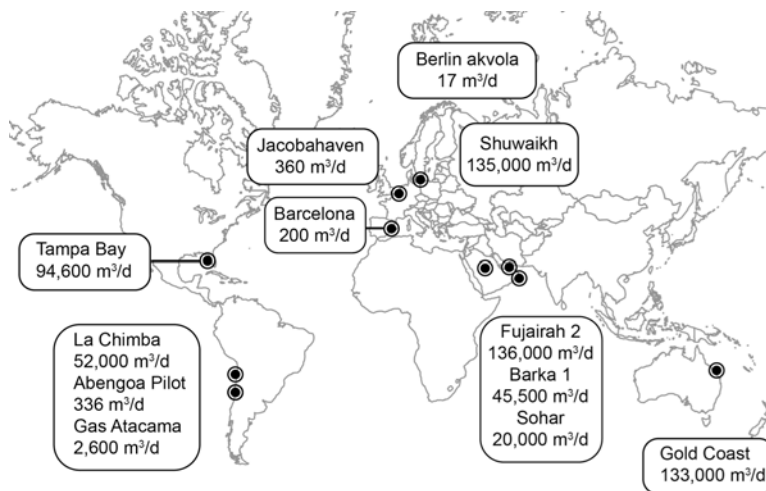 Berlin akvola
17 m³/d
Jacobahaven
360 m³/d
Shuwaikh
135,000 m³/d
Barcelona
200 m³/d
Tampa Bay
94,600 m³/d
La Chimba
52,000 m³/d
Abengoa Pilot
336 m³/d
Gas Atacama
2,600 m³/d
Fujairah 2
136,000 m³/d
Barka 1
45,500 m³/d
Sohar
20,000 m³/d
Gold Coast
133,000 m³/d